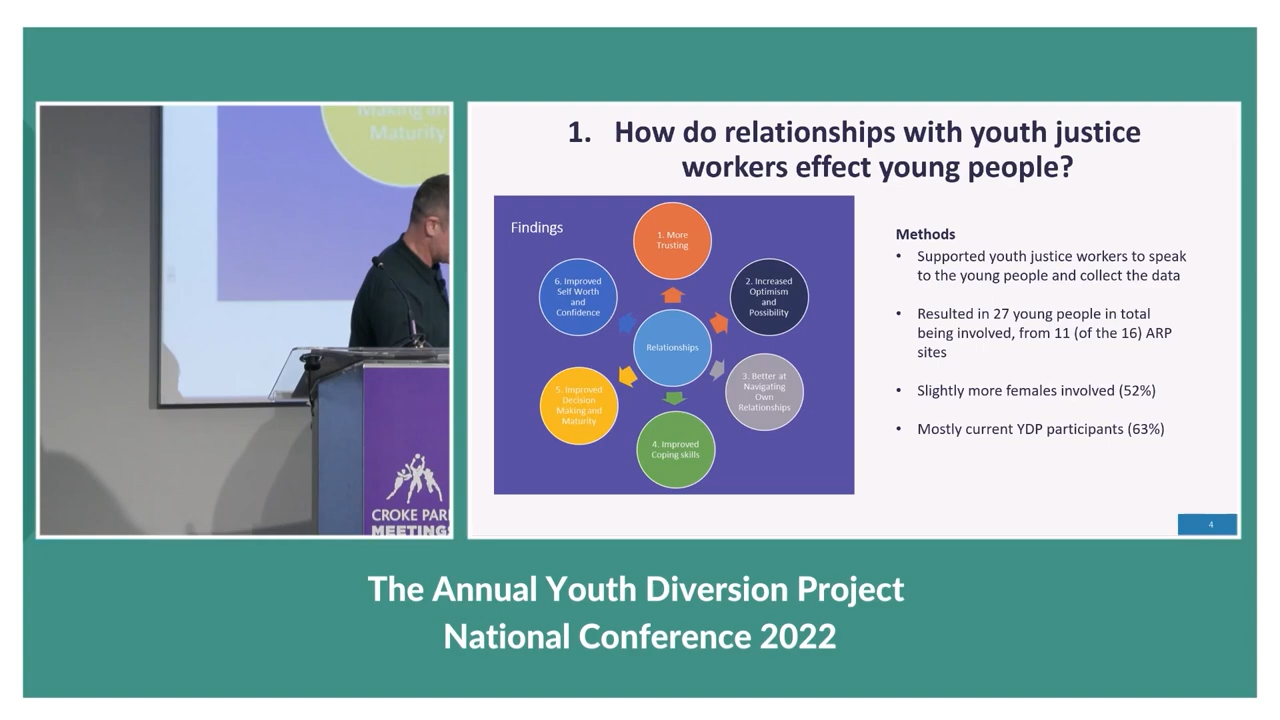 Making an
Maturity
CROKE PAR
MEETINGS
1. How do relationships with youth justice
workers effect young people?
Findings
1. More
Trusting
2. Increased
Optimism
and
Possibility
3. Better at
Navigating
Own
Relationships
4. Improved
Coping skills
5. Improved
Decision
Making and
Maturity
6. Improved
Self Worth
and
Confidence
Relationships
Methods
• Supported youth justice workers to speak
to the young people and collect the data
• Resulted in 27 young people in total
being involved, from 11 (of the 16) ARP
sites
• Slightly more females involved (52%)
• Mostly current YDP participants (63%)
4
The Annual Youth Diversion Project
National Conference 2022